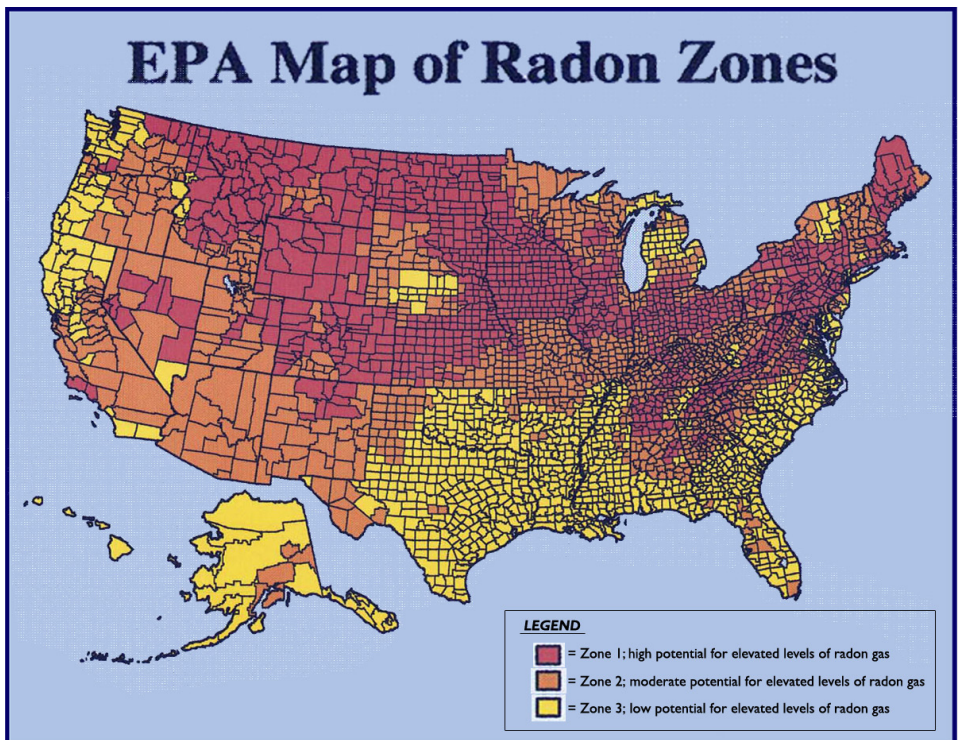 EPA Map of Radon Zones
LEGEND
= Zone 1; high potential for elevated levels of radon gas
= Zone 2; moderate potential for elevated levels of radon gas
= Zone 3; low potential for elevated levels of radon gas